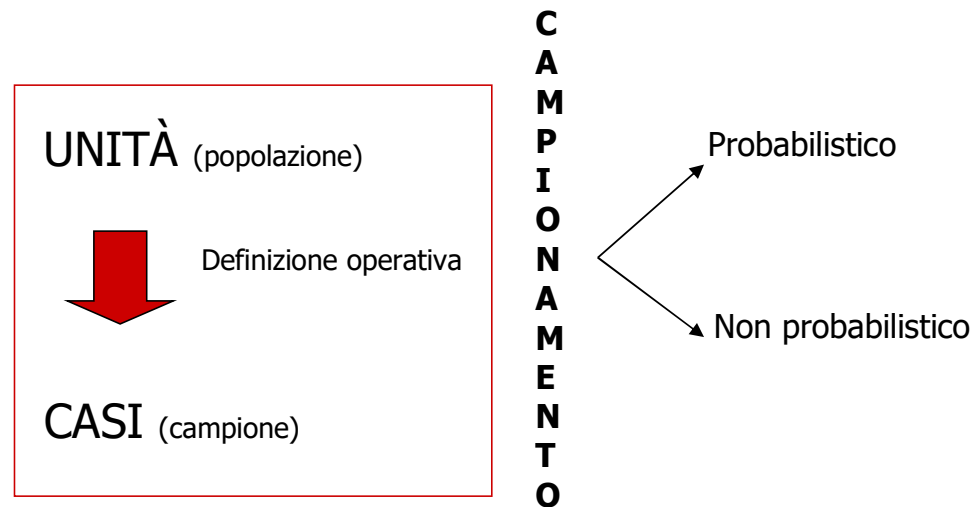 UNITÀ (popolazione)
Definizione operativa
CASI (campione)
C
A
M
P
I
O
N
A
M
E
N
T
O
Probabilistico
Non probabilistico